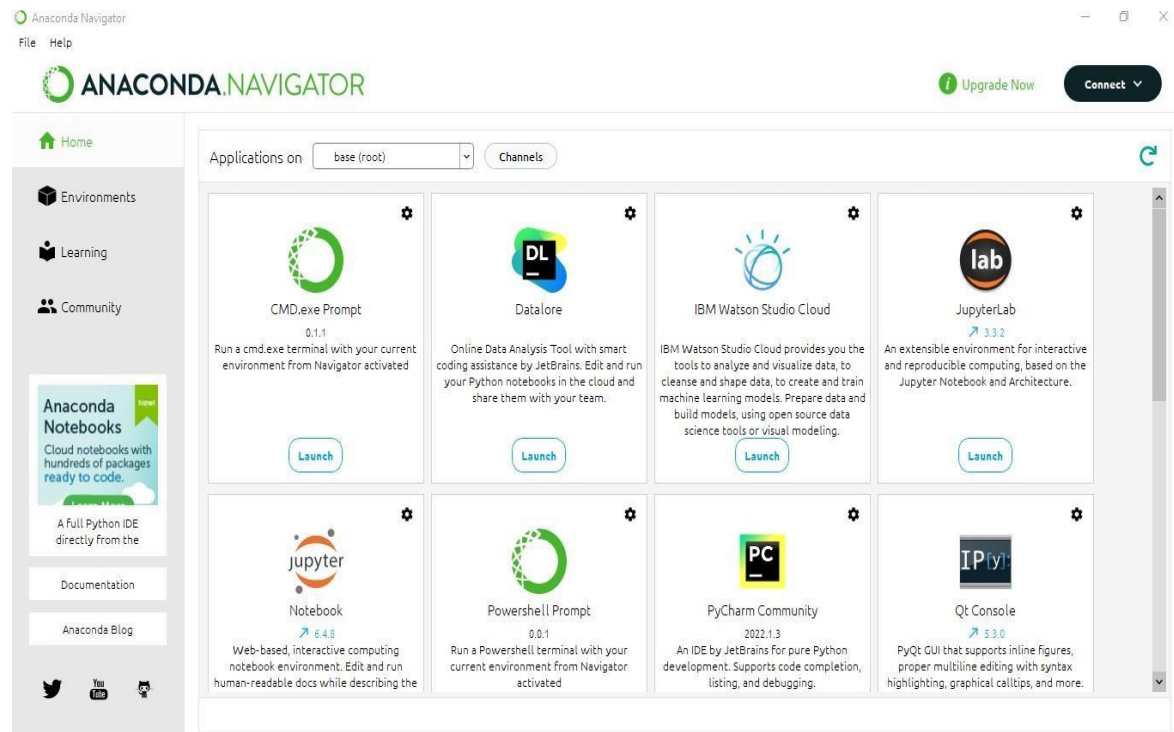 Anaconda Navigator
File Help
ANACONDA.NAVIGATOR
Upgrade Now
Connect
Home
Environments
Learning
Community
Anaconda
Notebooks
New!
Cloud notebooks with
hundreds of packages
ready to code.
Learn More
A full Python IDE
directly from the
Documentation
Anaconda Blog
You
Tube
Applications on base (root) Channels
DL
CMD.exe Prompt
0.1.1
Run a cmd.exe terminal with your current
environment from Navigator activated
Launch
Datalore
Online Data Analysis Tool with smart
coding assistance by JetBrains. Edit and run
your Python notebooks in the cloud and
share them with your team.
Launch
IBM Watson Studio Cloud
IBM Watson Studio Cloud provides you the
tools to analyze and visualize data, to
cleanse and shape data, to create and train
machine learning models. Prepare data and
build models, using open source data
science tools or visual modeling.
Launch
lab
JupyterLab
3.3.2
An extensible environment for interactive
and reproducible computing, based on the
Jupyter Notebook and Architecture.
Launch
jupyter
Notebook
6.4.8
Web-based, interactive computing
notebook environment. Edit and run
human-readable docs while describing the
Powershell Prompt
0.0.1
Run a Powershell terminal with your
current environment from Navigator
activated
PC
PyCharm Community
2022.1.3
An IDE by JetBrains for pure Python
development. Supports code completion,
listing, and debugging.
IP[y]:
Qt Console
5.3.0
PyQt GUI that supports inline figures,
proper multiline editing with syntax
highlighting, graphical calltips, and more.